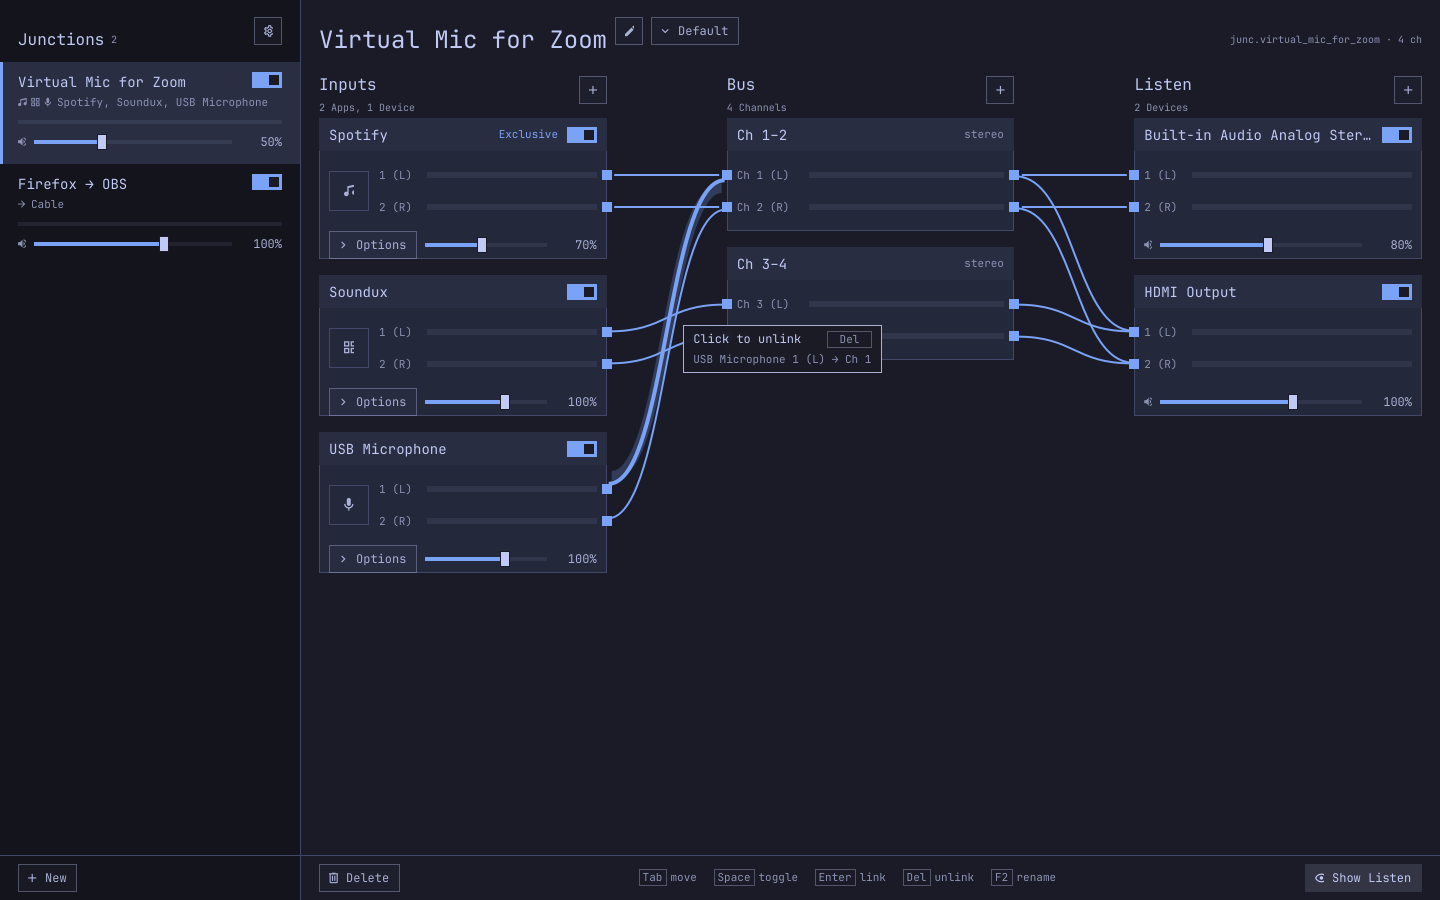 Junctions 2
Virtual Mic for Zoom
Spotify, Soundux, USB Microphone
50%
Firefox → OBS
→ Cable
100%
+ New
Virtual Mic for Zoom
Default
junc.virtual_mic_for_zoom · 4 ch
Inputs
2 Apps, 1 Device
+
Spotify
Exclusive
1 (L)
2 (R)
Options
70%
Soundux
1 (L)
2 (R)
Options
100%
USB Microphone
1 (L)
2 (R)
Options
100%
Bus
4 Channels
+
Ch 1–2
stereo
Ch 1 (L)
Ch 2 (R)
Ch 3–4
stereo
Ch 3 (L)
Click to unlink
Del
USB Microphone 1 (L) → Ch 1
Listen
2 Devices
+
Built-in Audio Analog Ster…
1 (L)
2 (R)
80%
HDMI Output
1 (L)
2 (R)
100%
Delete
Tab move Space toggle Enter link Del unlink F2 rename
Show Listen